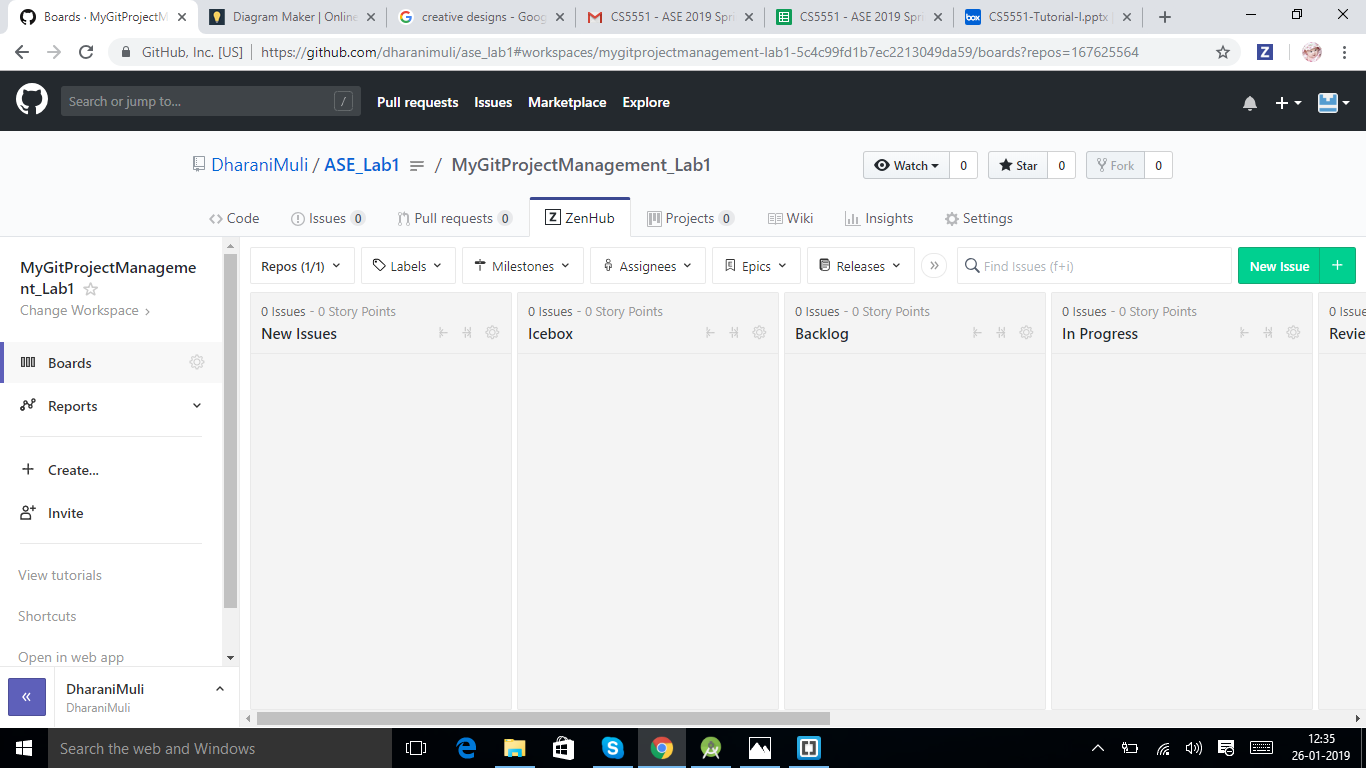 Boards · MyGitProjectM
Diagram Maker | Online
creative designs - Goog
CS5551 - ASE 2019 Spri
CS5551 - ASE 2019 Spri
CS5551-Tutorial-I.pptx
GitHub, Inc. [US]
https://github.com/dharanimuli/ase_lab1#workspaces/mygitprojectmanagement-lab1-5c4c99fd1b7ec2213049da59/boards?repos=167625564
Z
Search or jump to...
/
Pull requests
Issues
Marketplace
Explore
DharaniMuli / ASE_Lab1 / MyGitProjectManagement_Lab1
Watch 0
Star 0
Fork 0
Code
Issues 0
Pull requests 0
Z ZenHub
Projects 0
Wiki
Insights
Settings
MyGitProjectManageme
nt_Lab1
Change Workspace
Boards
Reports
Create...
Invite
View tutorials
Shortcuts
Open in web app
«
DharaniMuli
DharaniMuli
Repos (1/1)
Labels
Milestones
Assignees
Epics
Releases
»
Find Issues (f+i)
New Issue +
0 Issues - 0 Story Points
New Issues
0 Issues - 0 Story Points
Icebox
0 Issues - 0 Story Points
Backlog
0 Issues - 0 Story Points
In Progress
0 Issue
Revie
Search the web and Windows
12:35
26-01-2019